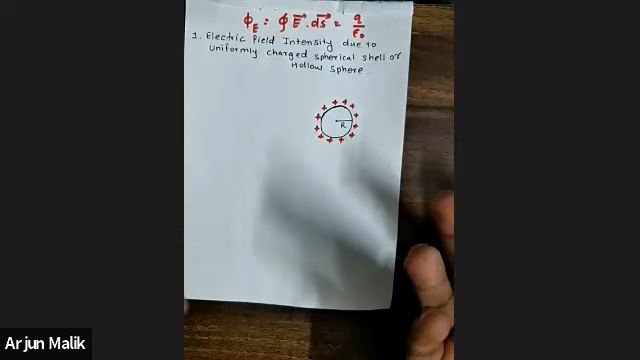 ϕE : ∮ E⃗ . ds⃗ = q/ε₀
1. Electric Field Intensity due to
uniformly charged spherical shell or
Hollow sphere.
+ + + + + + + + + + + + +
R
Arjun Malik